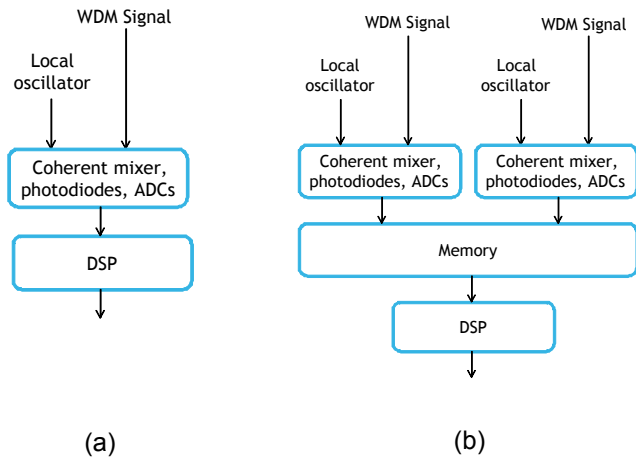 WDM Signal
Local
oscillator
Coherent mixer,
photodiodes, ADCs
DSP
(a)
WDM Signal
WDM Signal
Local
oscillator
Local
oscillator
Coherent mixer,
photodiodes, ADCs
Coherent mixer,
photodiodes, ADCs
Memory
DSP
(b)